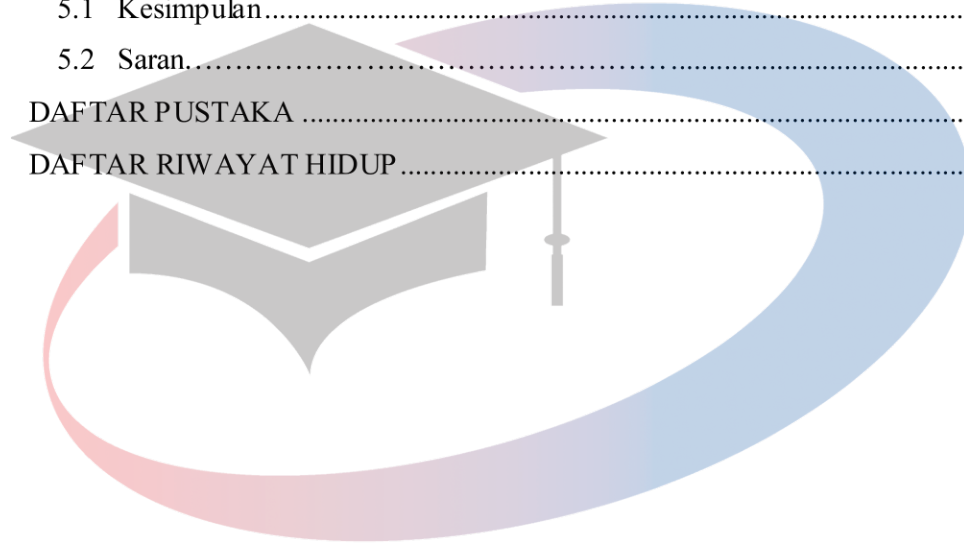 5.1 Kesimpulan........................................................................................................
5.2 Saran........................................................................................................
DAFTAR PUSTAKA ........................................................................................................
DAFTAR RIWAYAT HIDUP........................................................................................................